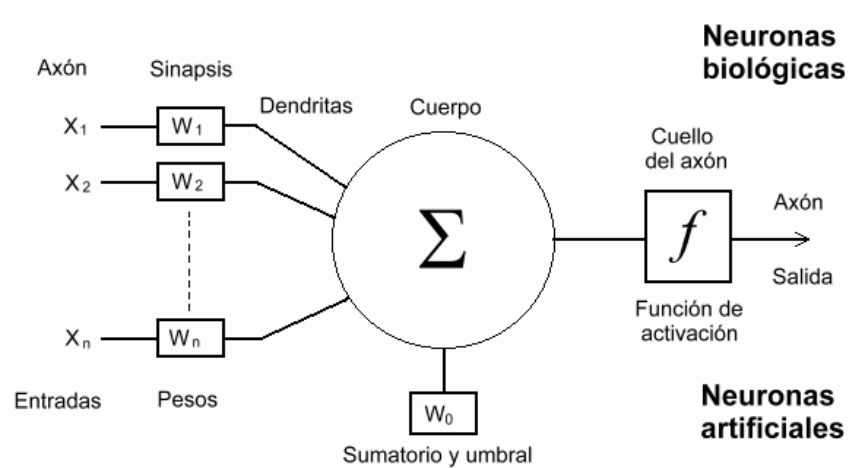 Neuronas
biológicas
Axón
Sinapsis
Dendritas
Cuerpo
Cuello
del axón
X1
W1
X2
W2
Σ
f
Axón
Salida
Xn
Wn
Función de
activación
Entradas
Pesos
W0
Sumatorio y umbral
Neuronas
artificiales